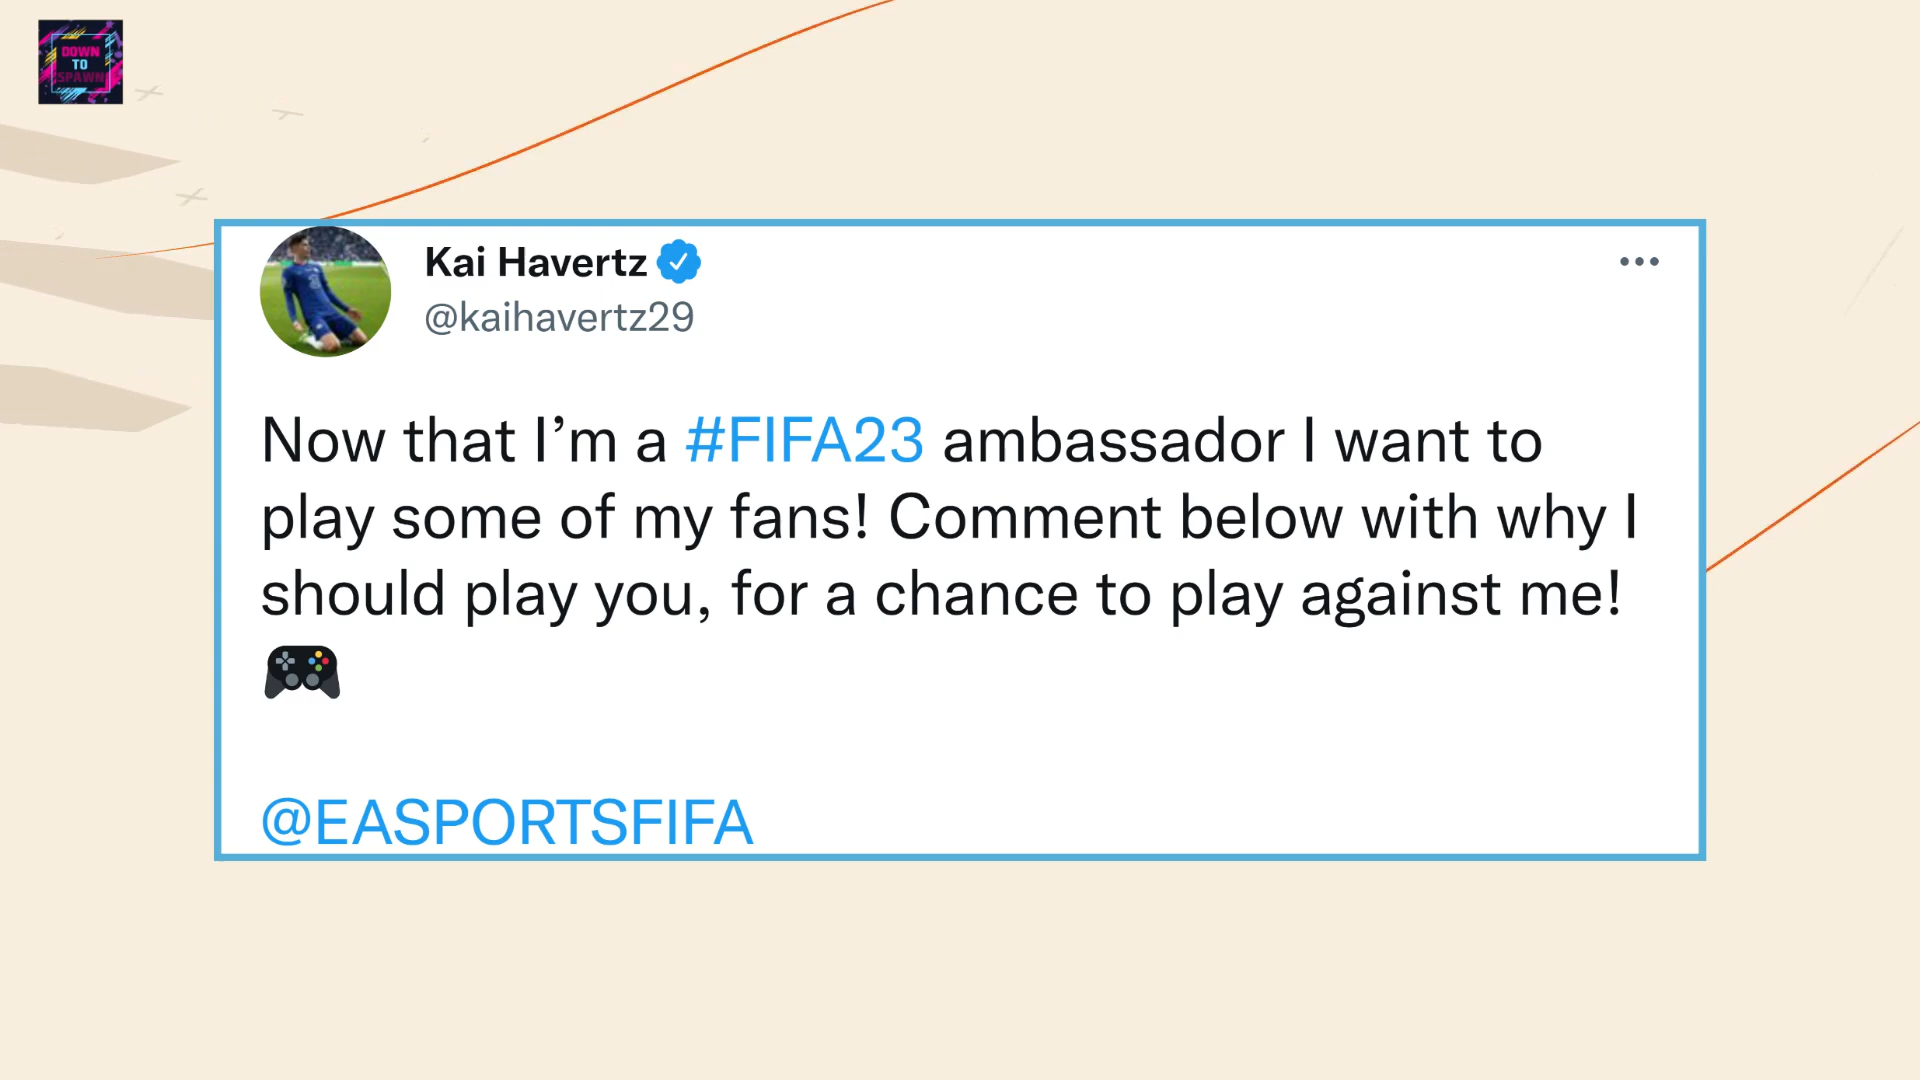 DOWN
TO
SPAWN
Kai Havertz
@kaihavertz29
Now that I’m a #FIFA23 ambassador I want to
play some of my fans! Comment below with why I
should play you, for a chance to play against me!
🎮
@EASPORTSFIFA